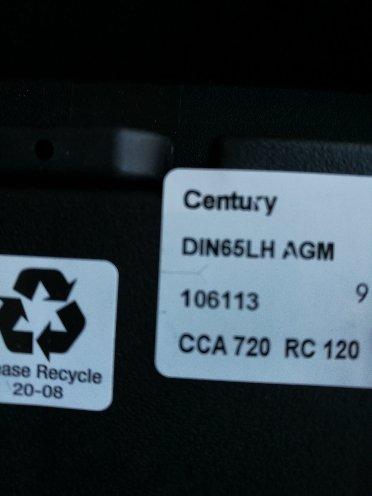 Century
DIN65LH AGM
106113 9
CCA 720 RC 120
ease Recycle
20-08